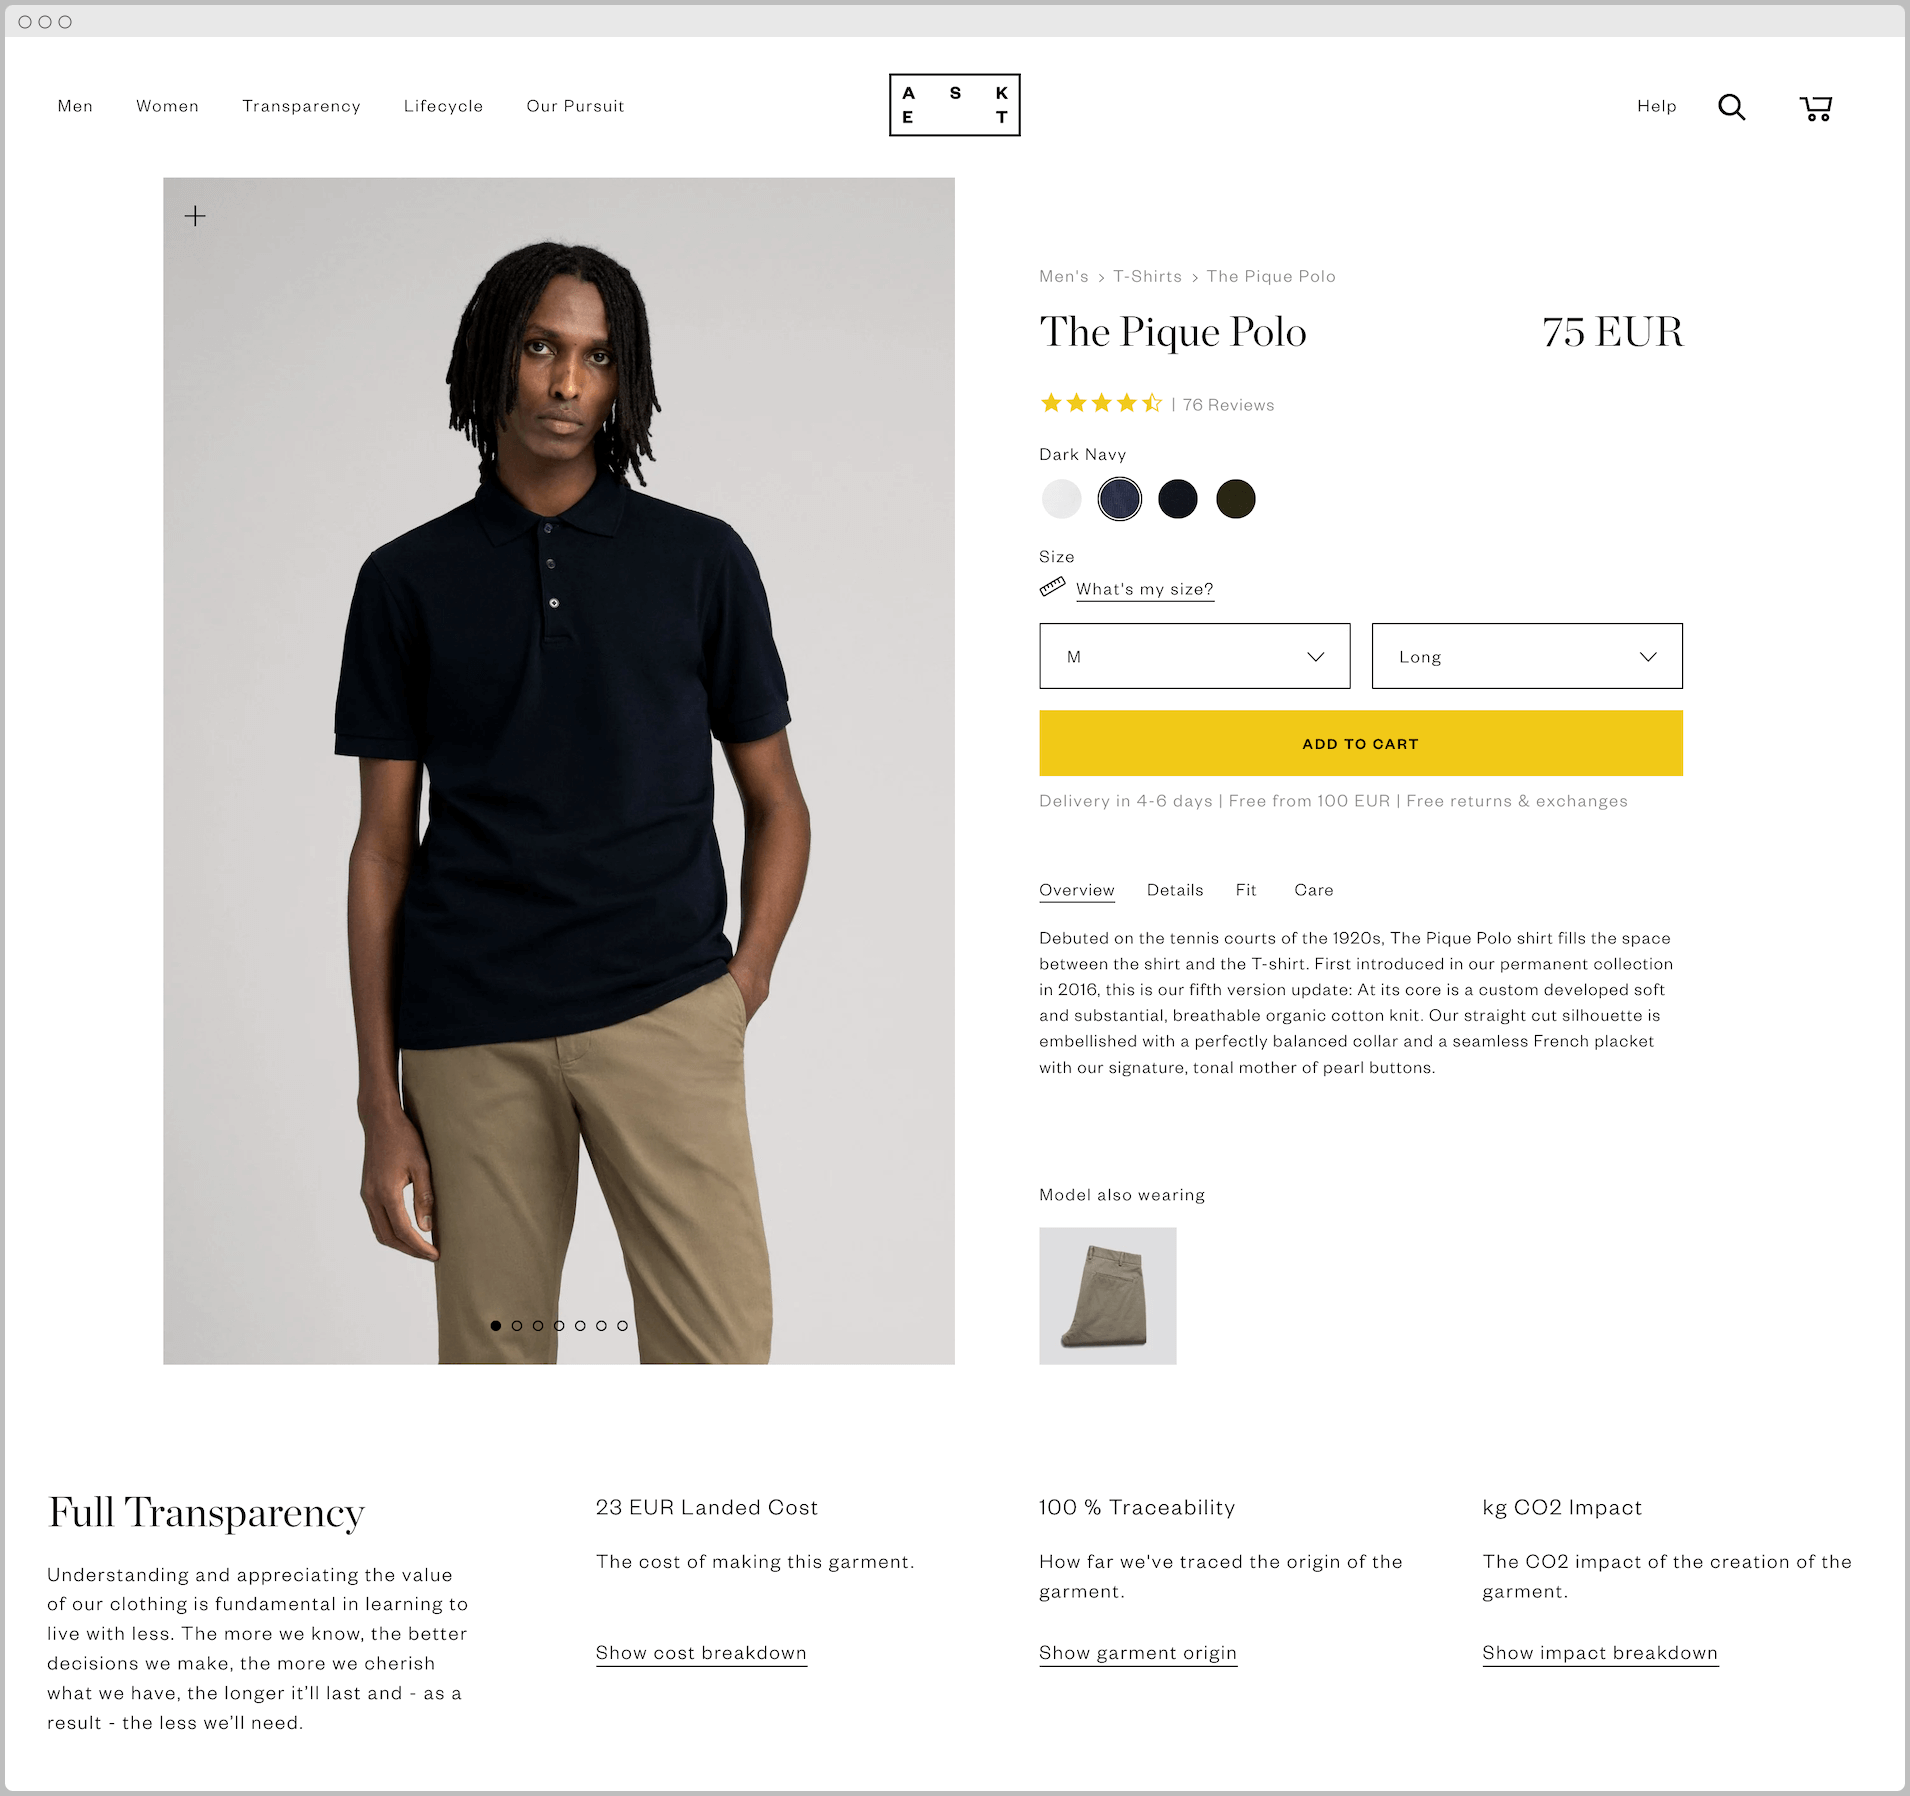 Men Women Transparency Lifecycle Our Pursuit
A S K
E T
Help
Men's > T-Shirts > The Pique Polo
The Pique Polo 75 EUR
| 76 Reviews
Dark Navy
Size
What's my size?
M Long
ADD TO CART
Delivery in 4-6 days | Free from 100 EUR | Free returns & exchanges
Overview Details Fit Care
Debuted on the tennis courts of the 1920s, The Pique Polo shirt fills the space
between the shirt and the T-shirt. First introduced in our permanent collection
in 2016, this is our fifth version update: At its core is a custom developed soft
and substantial, breathable organic cotton knit. Our straight cut silhouette is
embellished with a perfectly balanced collar and a seamless French placket
with our signature, tonal mother of pearl buttons.
Model also wearing
Full Transparency
Understanding and appreciating the value
of our clothing is fundamental in learning to
live with less. The more we know, the better
decisions we make, the more we cherish
what we have, the longer it'll last and - as a
result - the less we'll need.
23 EUR Landed Cost
The cost of making this garment.
Show cost breakdown
100 % Traceability
How far we've traced the origin of the
garment.
Show garment origin
kg CO2 Impact
The CO2 impact of the creation of the
garment.
Show impact breakdown